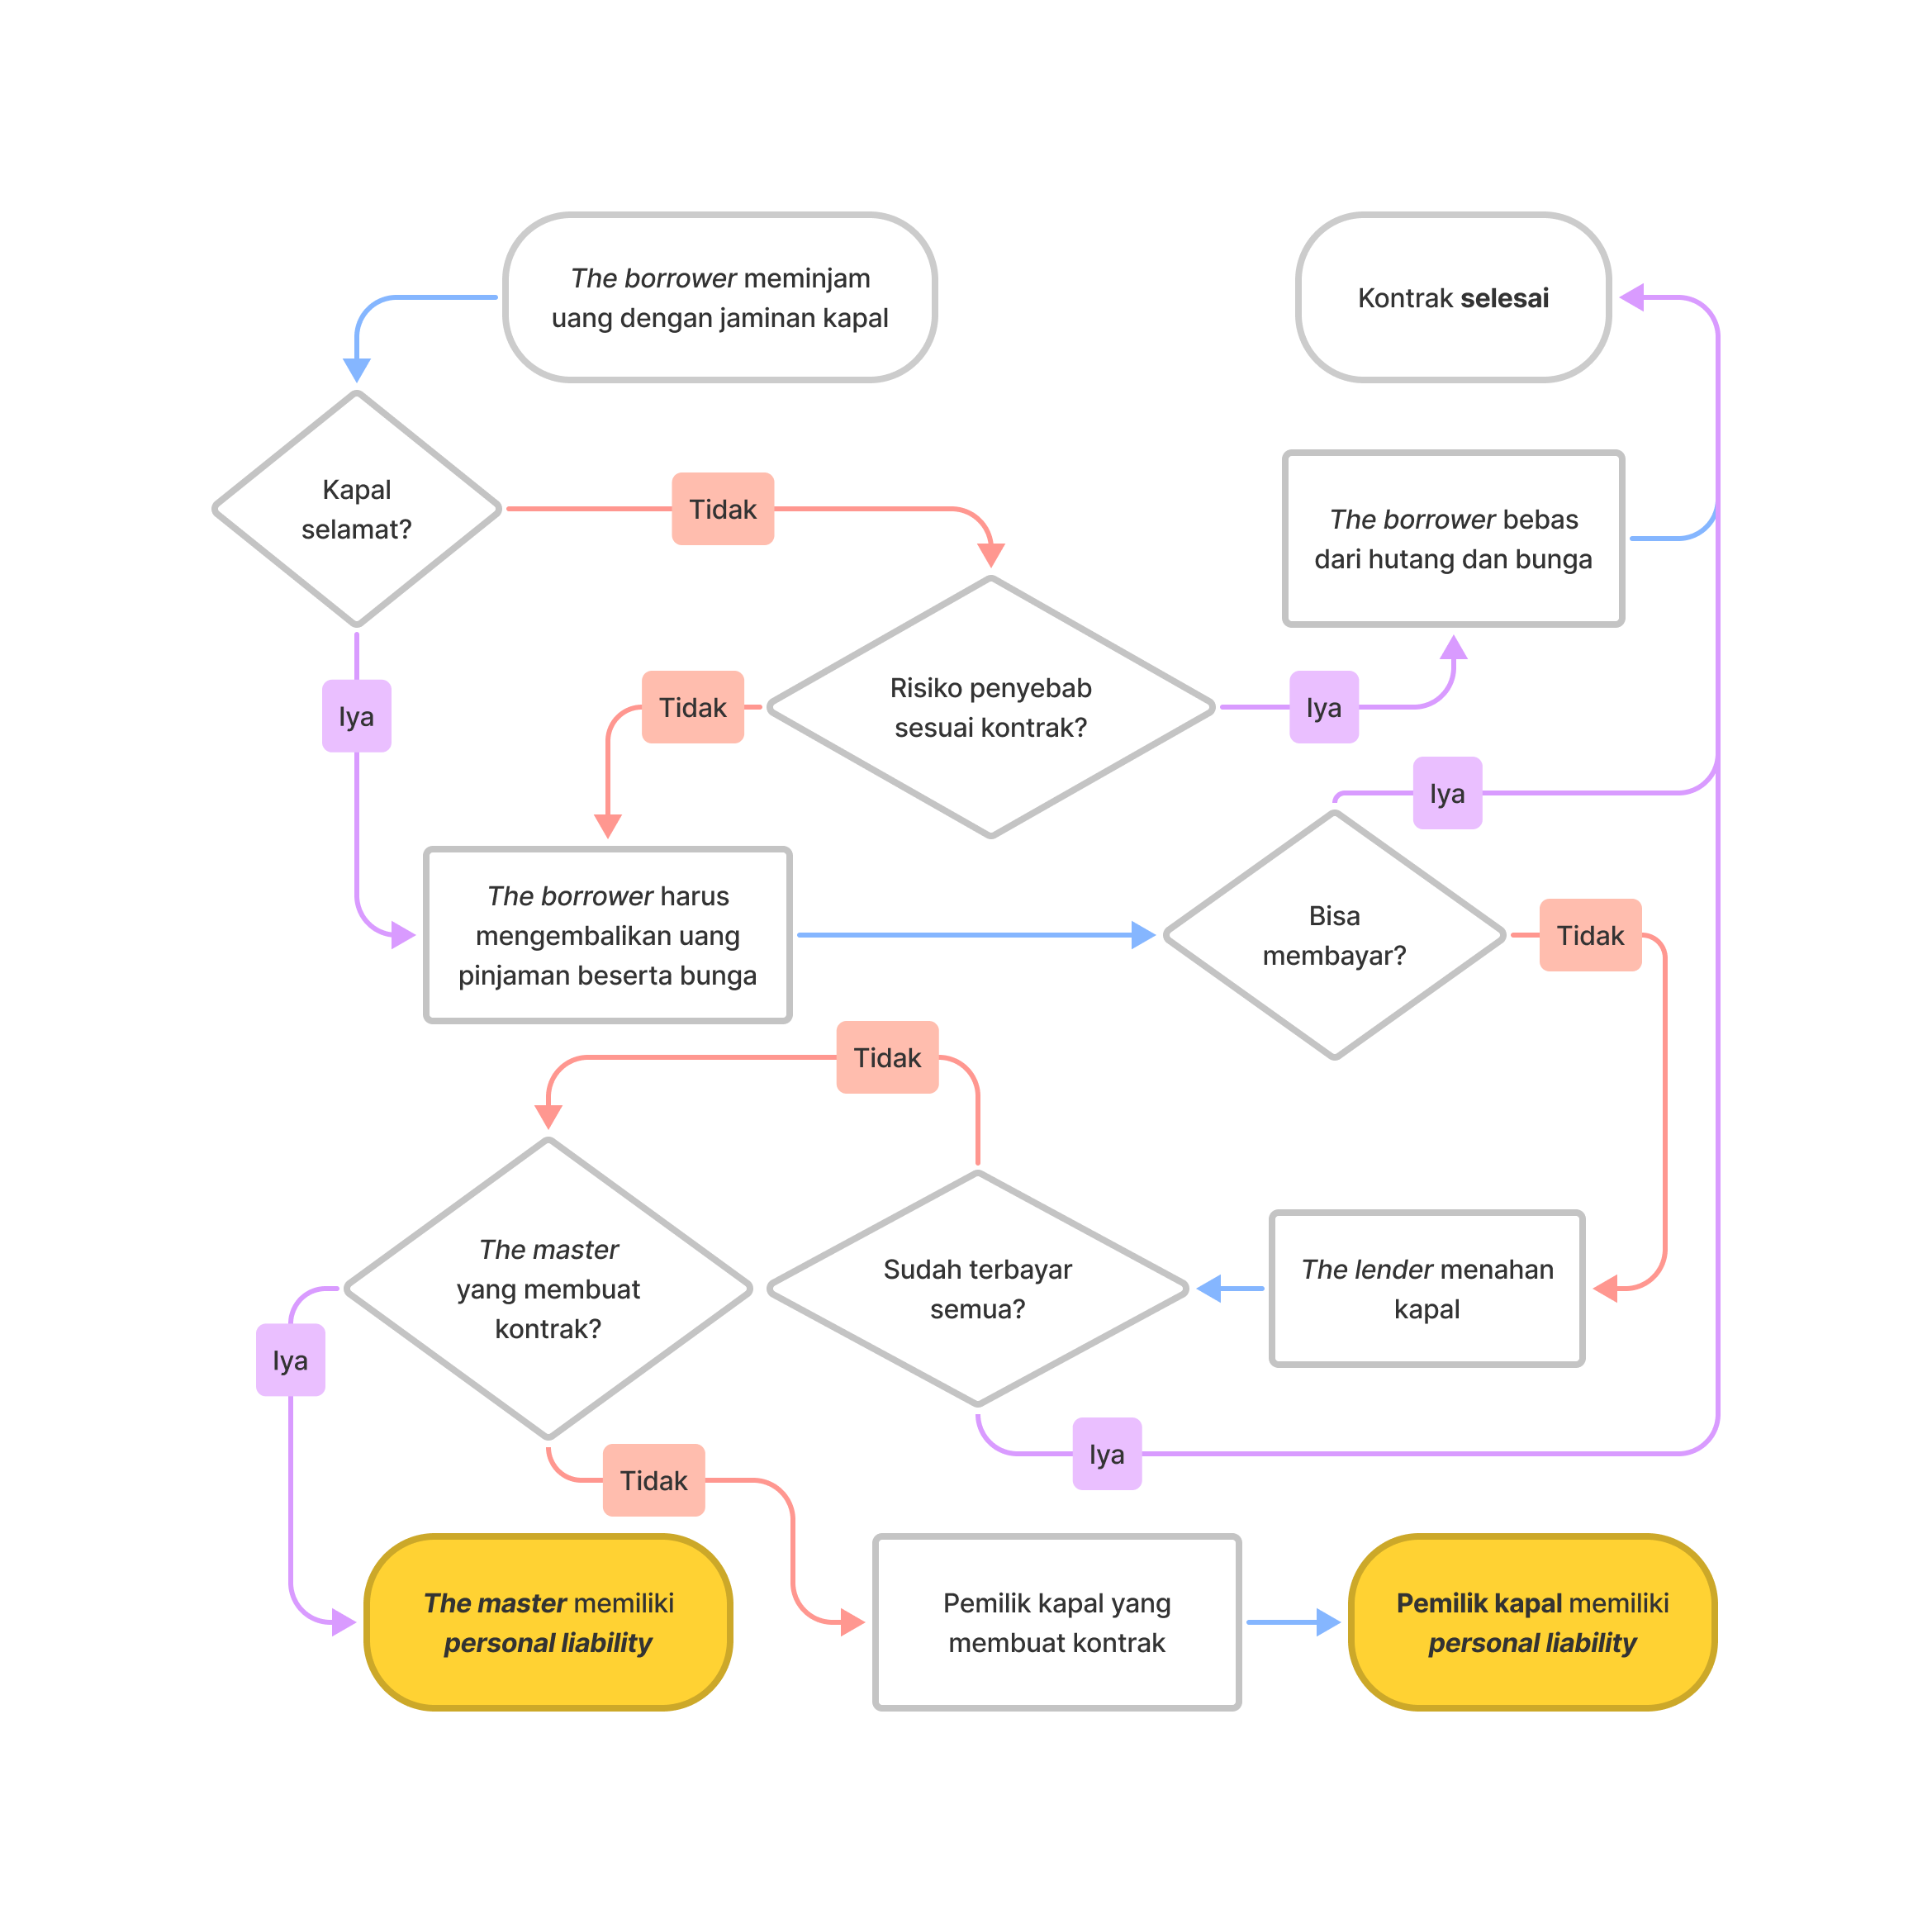 The borrower meminjam
uang dengan jaminan kapal
Kontrak selesai
Kapal
selamat?
Tidak
The borrower bebas
dari hutang dan bunga
Iya
Tidak
Risiko penyebab
sesuai kontrak?
Iya
Iya
The borrower harus
mengembalikan uang
pinjaman beserta bunga
Bisa
membayar?
Tidak
Tidak
The master
yang membuat
kontrak?
Sudah terbayar
semua?
The lender menahan
kapal
Iya
Iya
Tidak
The master memiliki
personal liability
Pemilik kapal yang
membuat kontrak
Pemilik kapal memiliki
personal liability